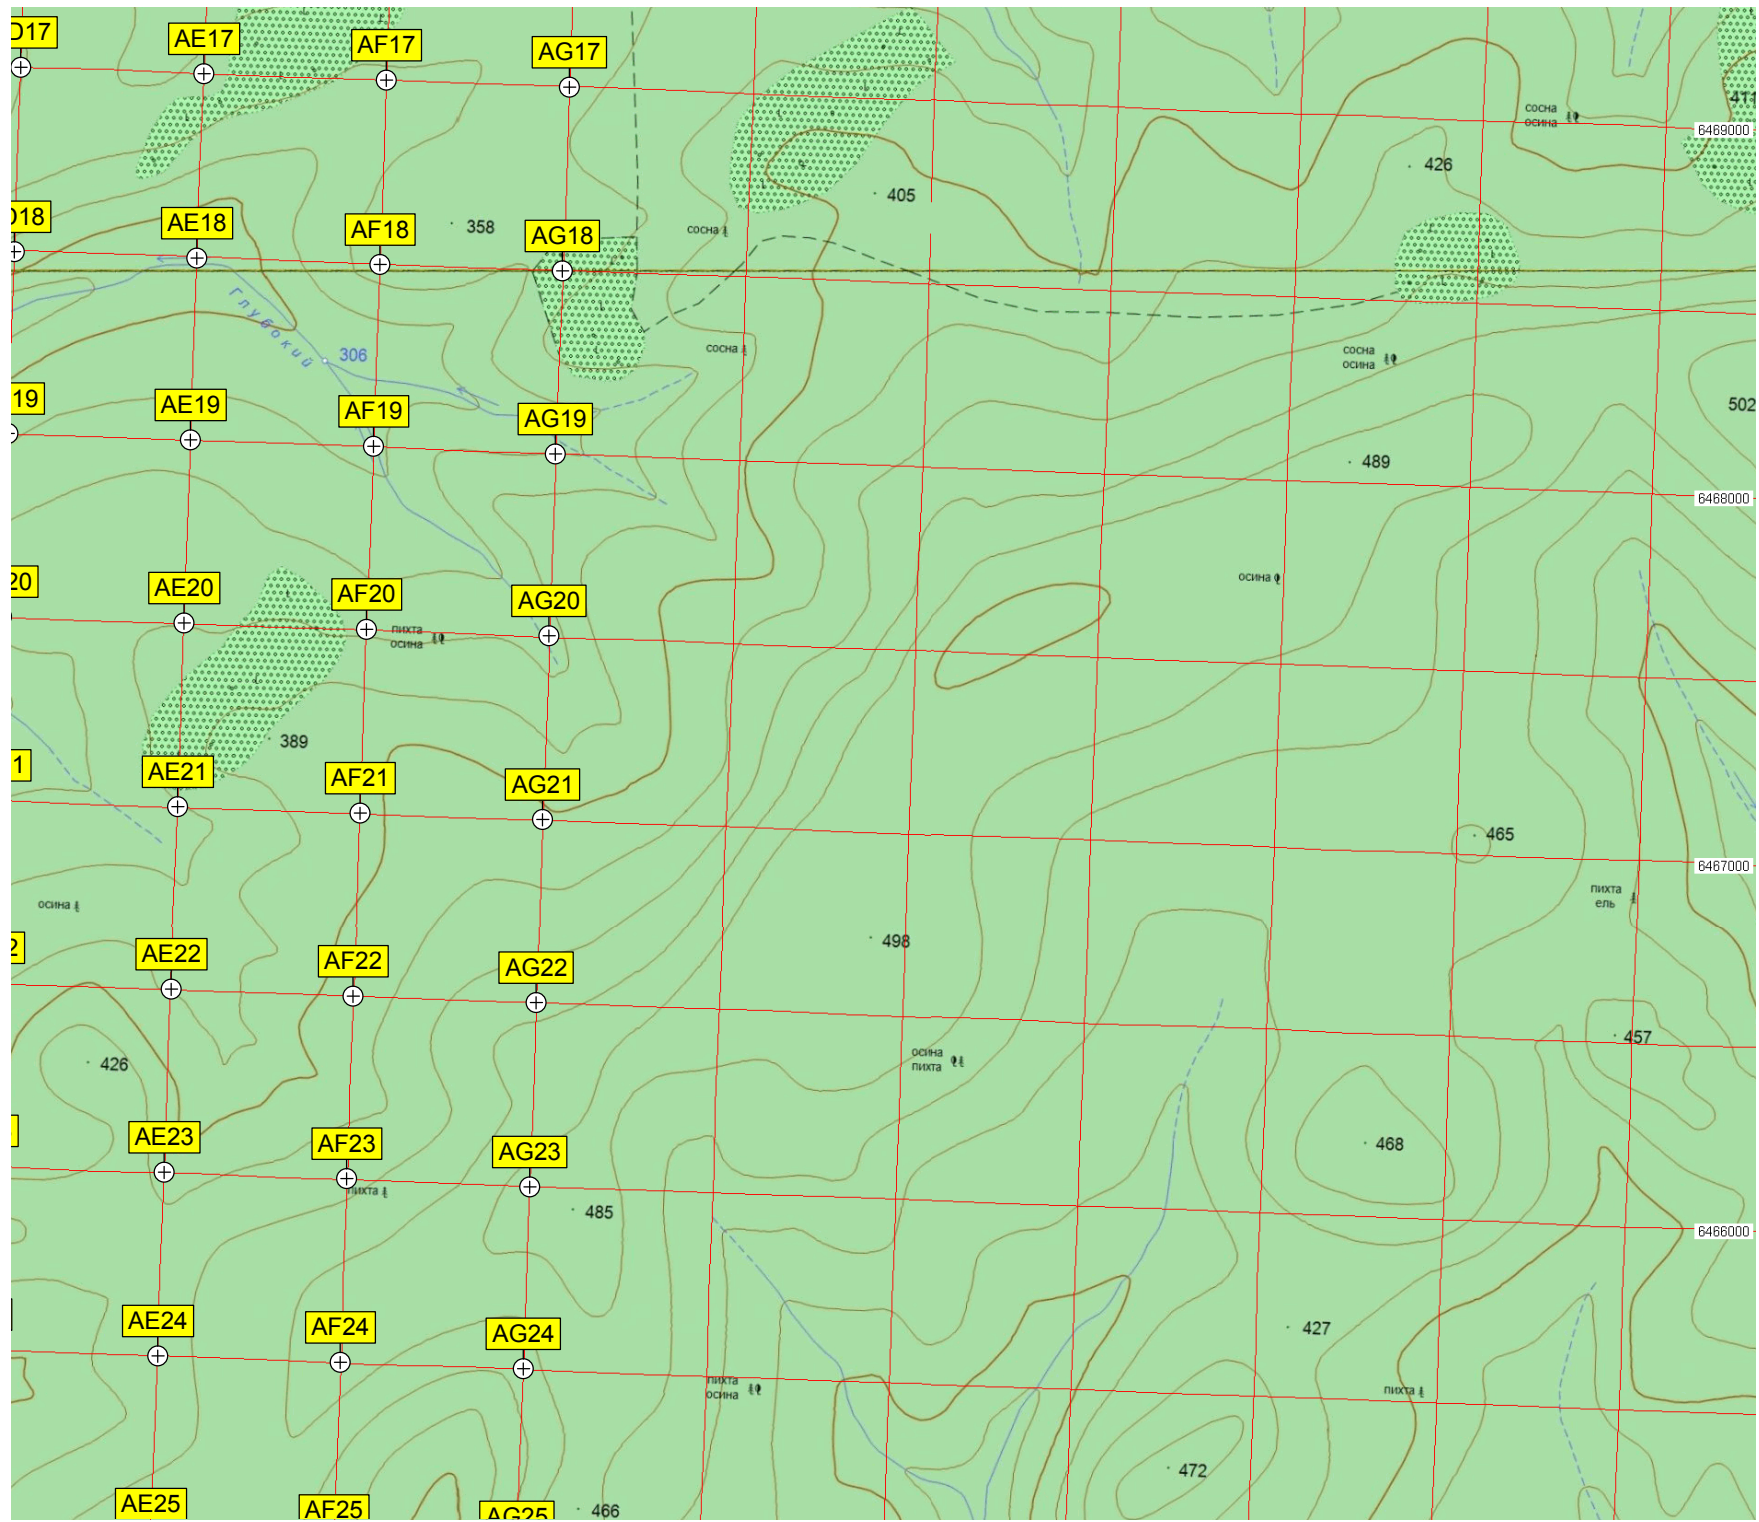 D17
AE17
AF17
AG17
411
сосна
осина
6469000
426
405
D18
AE18
AF18
358
AG18
сосна
Глубокий
306
сосна
сосна
осина
19
AE19
AF19
AG19
502
489
6468000
осина
20
AE20
AF20
AG20
пихта
осина
389
1
AE21
AF21
AG21
465
6467000
пихта
ель
осина
498
2
AE22
AF22
AG22
457
426
осина
пихта
AE23
AF23
AG23
468
пихта
485
6466000
AE24
AF24
AG24
427
пихта
осина
пихта
472
AE25
AF25
AG25
466